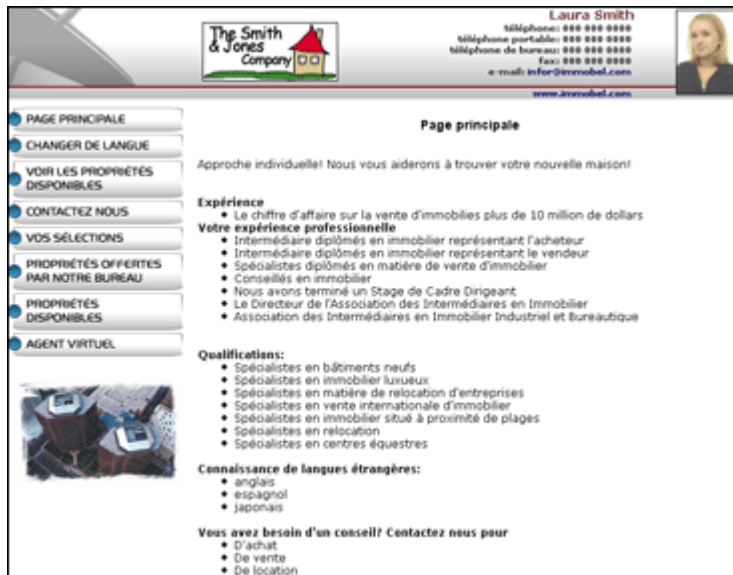 The Smith
& Jones
Company
Laura Smith
téléphone: 000 000 0000
téléphone portable: 000 000 0000
téléphone de bureau: 000 000 0000
fax: 000 000 0000
e-mail: infor@immobel.com
www.immobel.com
PAGE PRINCIPALE
CHANGER DE LANGUE
VOIR LES PROPRIÉTÉS
DISPONIBLES
CONTACTEZ NOUS
VOS SÉLECTIONS
PROPRIÉTÉS OFFERTES
PAR NOTRE BUREAU
PROPRIÉTÉS
DISPONIBLES
AGENT VIRTUEL
Page principale
Approche individuelle! Nous vous aiderons à trouver votre nouvelle maison!
Expérience
Le chiffre d'affaire sur la vente d'immobilies plus de 10 million de dollars
Votre expérience professionnelle
Intermédiaire diplômés en immobilier représentant l'acheteur
Intermédiaire diplômés en immobilier représentant le vendeur
Spécialistes diplômés en matière de vente d'immobilier
Conseillés en immobilier
Nous avons terminé un Stage de Cadre Dirigeant
Le Directeur de l'Association des Intermédiaires en Immobilier
Association des Intermédiaires en Immobilier Industriel et Bureautique
Qualifications:
Spécialistes en bâtiments neufs
Spécialistes en immobilier luxueux
Spécialistes en matière de relocation d'entreprises
Spécialistes en vente internationale d'immobilier
Spécialistes en immobilier situé à proximité de plages
Spécialistes en relocation
Spécialistes en centres équestres
Connaissance de langues étrangères:
anglais
espagnol
japonais
Vous avez besoin d'un conseil? Contactez nous pour
D'achat
De vente
De location